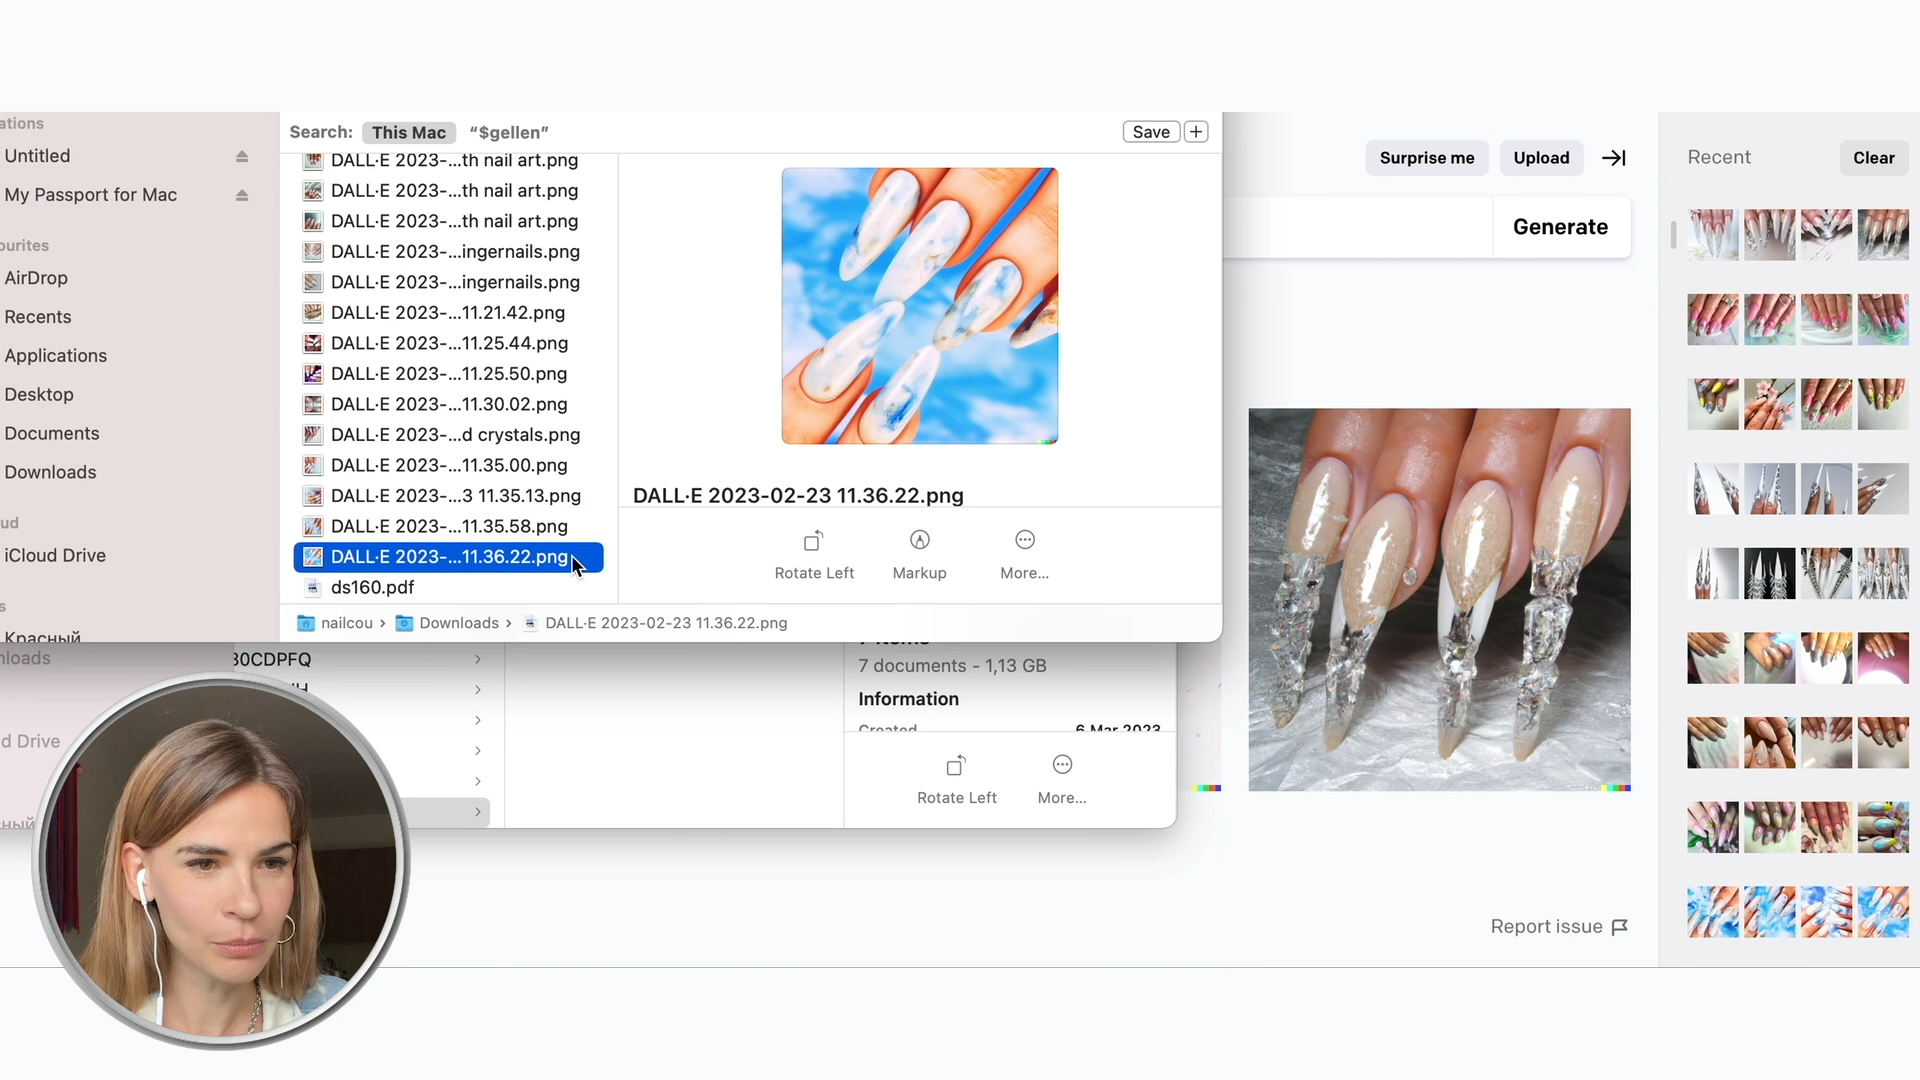 ations
Untitled
My Passport for Mac
ourites
AirDrop
Recents
Applications
Desktop
Documents
Downloads
ud
iCloud Drive
s
Красный
Search: This Mac “$gellen” Save +
DALL·E 2023-...th nail art.png
DALL·E 2023-...th nail art.png
DALL·E 2023-...th nail art.png
DALL·E 2023-...ingernails.png
DALL·E 2023-...ingernails.png
DALL·E 2023-...11.21.42.png
DALL·E 2023-...11.25.44.png
DALL·E 2023-...11.25.50.png
DALL·E 2023-...11.30.02.png
DALL·E 2023-...d crystals.png
DALL·E 2023-...11.35.00.png
DALL·E 2023-...3 11.35.13.png
DALL·E 2023-...11.35.58.png
DALL·E 2023-...11.36.22.png
ds160.pdf
DALL·E 2023-02-23 11.36.22.png
Rotate Left Markup More...
nailcou › Downloads › DALL·E 2023-02-23 11.36.22.png
nloads
d Drive
ный
30CDPFQ
7 documents - 1,13 GB
Information
Created 6 Mar 2023
Rotate Left More...
Surprise me Upload
Generate
Report issue
Recent Clear